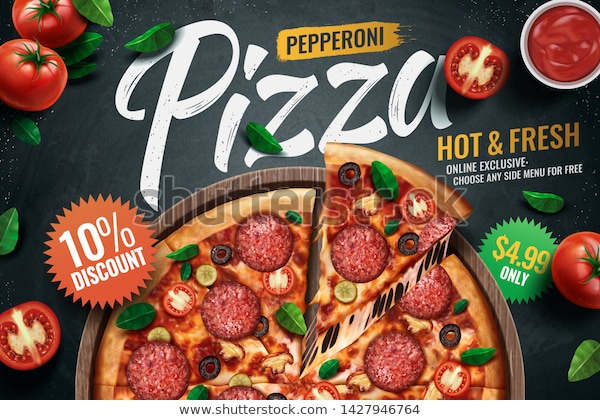 PEPPERONI
Pizza
HOT & FRESH
ONLINE EXCLUSIVE·
CHOOSE ANY SIDE MENU FOR FREE
10%
DISCOUNT
$4.99
ONLY
shutterstock.com · 1427946764